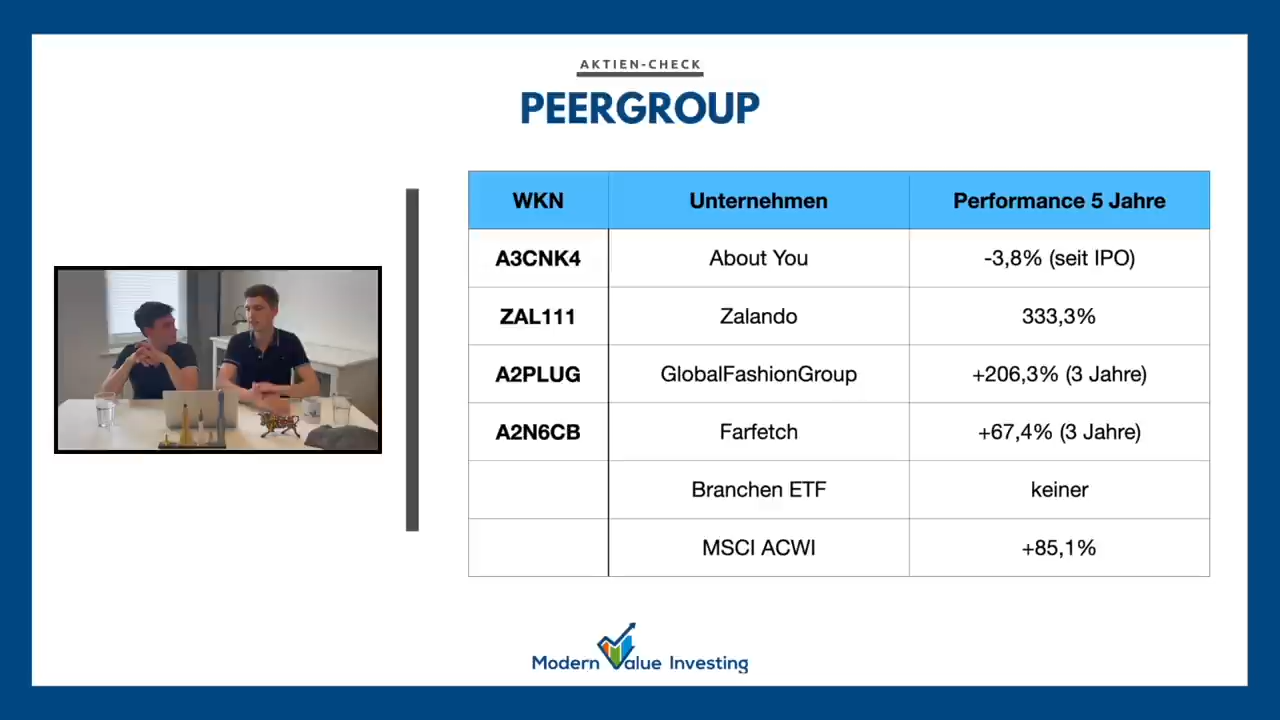 AKTIEN-CHECK
PEERGROUP
WKN Unternehmen Performance 5 Jahre
A3CNK4 About You -3,8% (seit IPO)
ZAL111 Zalando 333,3%
A2PLUG GlobalFashionGroup +206,3% (3 Jahre)
A2N6CB Farfetch +67,4% (3 Jahre)
Branchen ETF keiner
MSCI ACWI +85,1%
Modern Value Investing